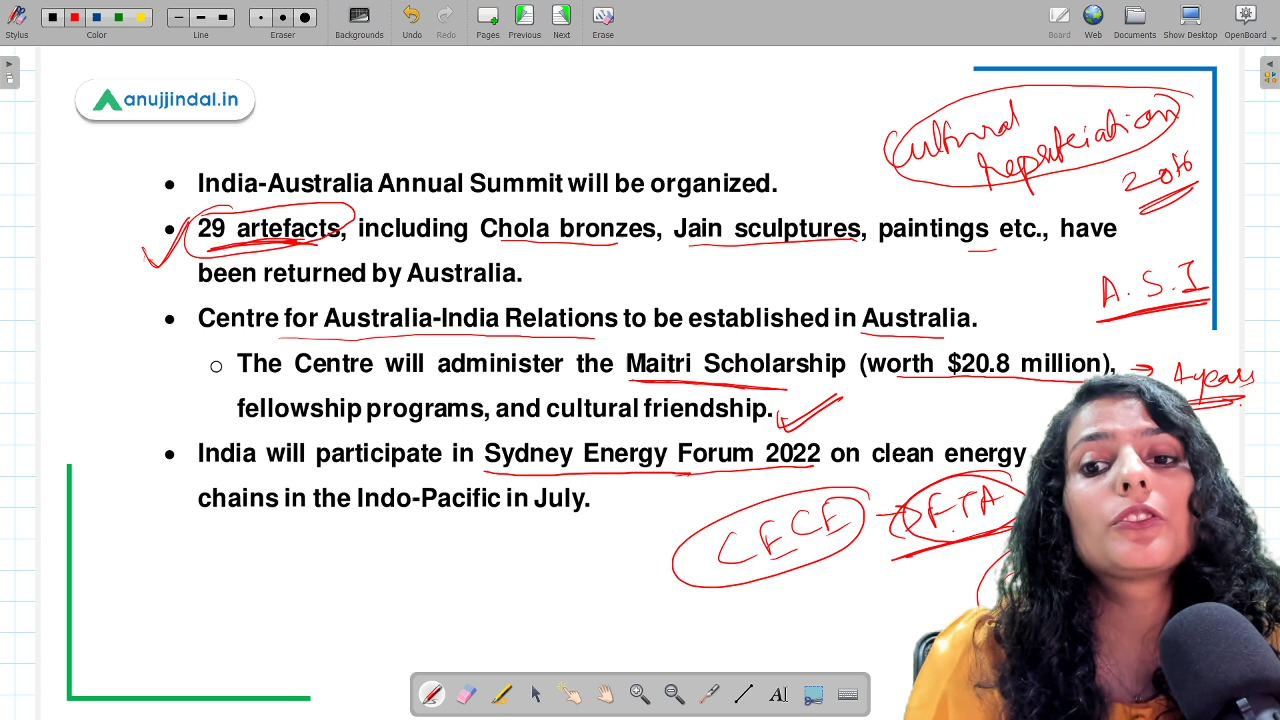 Stylus
Color
Line
Eraser
Backgrounds
Undo
Redo
Pages
Previous
Next
Erase
Board
Web
Documents
Show Desktop
OpenBoard
anujjindal.in
Cultural
• India-Australia Annual Summit will be organized.
• 29 artefacts, including Chola bronzes, Jain sculptures, paintings etc., have
been returned by Australia.
A.S.I
• Centre for Australia-India Relations to be established in Australia.
○ The Centre will administer the Maitri Scholarship (worth $20.8 million),
4 years
fellowship programs, and cultural friendship.
• India will participate in Sydney Energy Forum 2022 on clean energy
chains in the Indo-Pacific in July.
CECE → FTA
AI